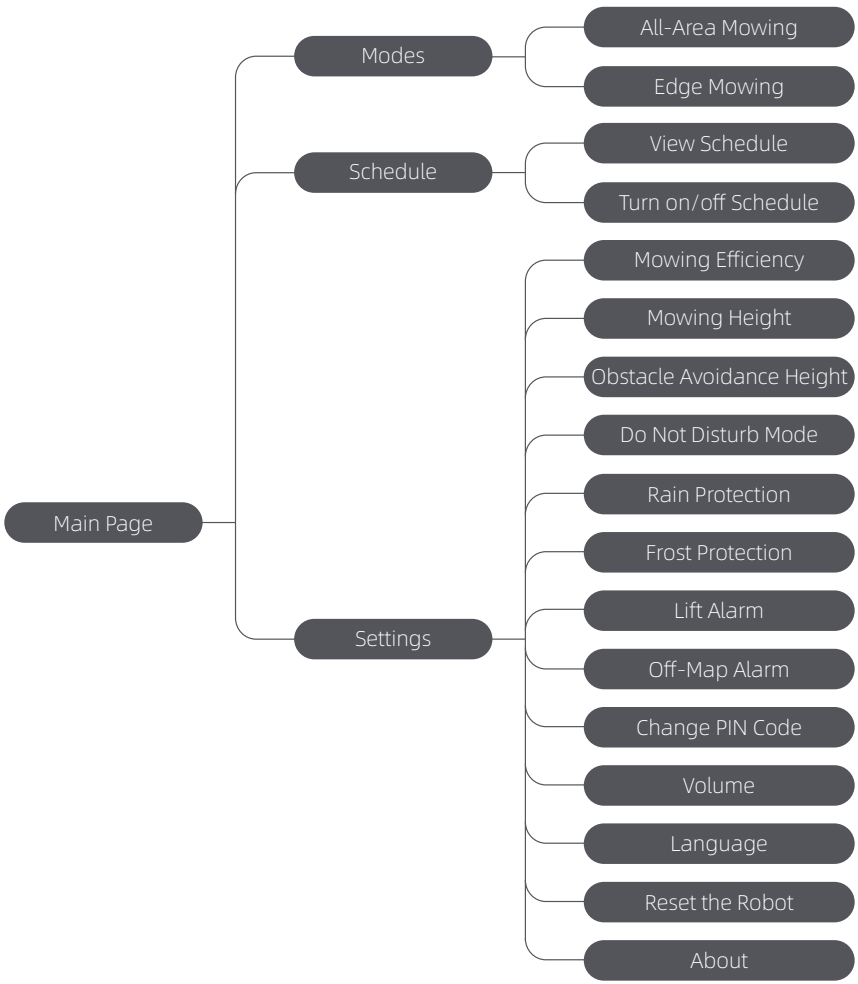 Main Page
Modes
All-Area Mowing
Edge Mowing
Schedule
View Schedule
Turn on/off Schedule
Settings
Mowing Efficiency
Mowing Height
Obstacle Avoidance Height
Do Not Disturb Mode
Rain Protection
Frost Protection
Lift Alarm
Off-Map Alarm
Change PIN Code
Volume
Language
Reset the Robot
About